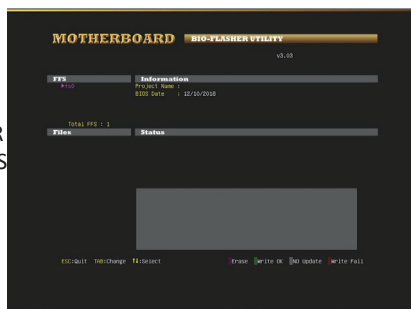 MOTHERBOARD BIO-FLASHER UTILITY
v3.03
FFS Information
Project Name :
BIOS Date : 12/10/2018
Total FFS : 1
R
Files Status
S
ESC:Quit TAB:Change ↑↓:Select Erase Write OK NO Update Write Fail